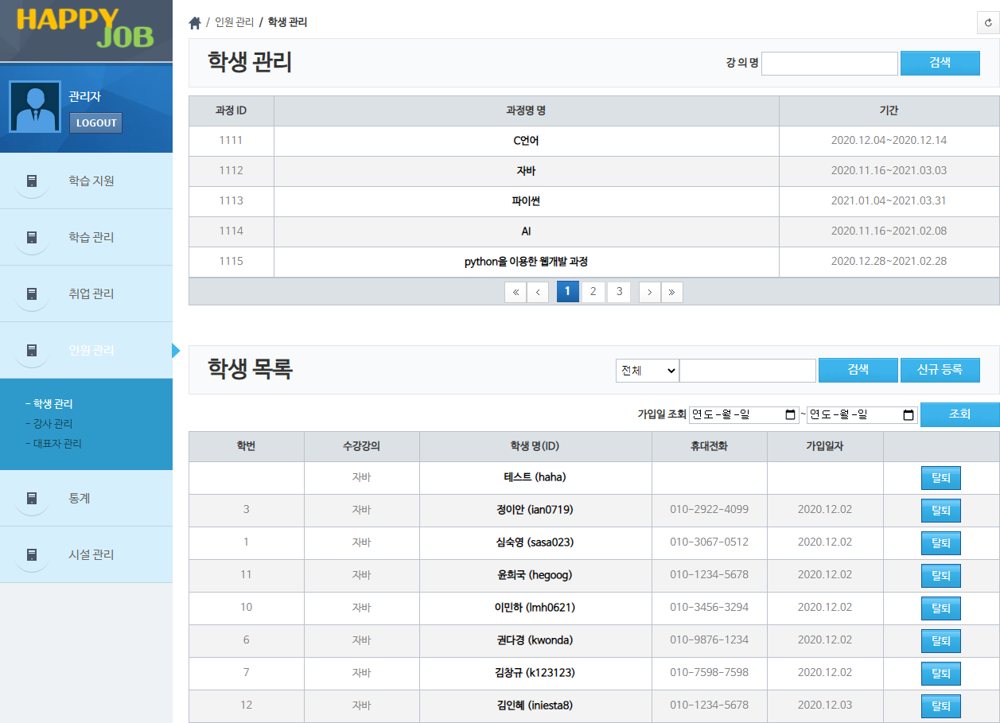 HAPPY
JOB
관리자
LOGOUT
학습 지원
학습 관리
취업 관리
인원 관리
- 학생 관리
- 강사 관리
- 대표자 관리
통계
시설 관리
/ 인원 관리 / 학생 관리
학생 관리
강 의 명
검색
과정 ID 과정명 명 기간
1111 C언어 2020.12.04~2020.12.14
1112 자바 2020.11.16~2021.03.03
1113 파이썬 2021.01.04~2021.03.31
1114 AI 2020.11.16~2021.02.08
1115 python을 이용한 웹개발 과정 2020.12.28~2021.02.28
« ‹ 1 2 3 › »
학생 목록
전체
검색
신규 등록
가입일 조회 연도-월-일 ~ 연도-월-일 조회
학번 수강강의 학생 명(ID) 휴대전화 가입일자
자바 테스트 (haha) 탈퇴
3 자바 정이안 (ian0719) 010-2922-4099 2020.12.02 탈퇴
1 자바 심숙영 (sasa023) 010-3067-0512 2020.12.02 탈퇴
11 자바 윤희국 (hegoog) 010-1234-5678 2020.12.02 탈퇴
10 자바 이민하 (lmh0621) 010-3456-3294 2020.12.02 탈퇴
6 자바 권다경 (kwonda) 010-9876-1234 2020.12.02 탈퇴
7 자바 김창규 (k123123) 010-7598-7598 2020.12.02 탈퇴
12 자바 김인혜 (iniesta8) 010-1234-5678 2020.12.03 탈퇴